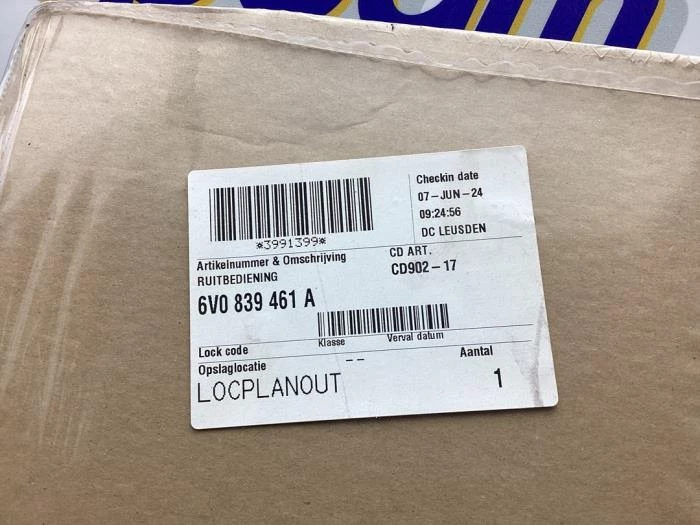 *3991399*
Checkin date
07-JUN-24
09:24:56
DC LEUSDEN
Artikelnummer & Omschrijving
RUITBEDIENING
CD ART.
CD902-17
6V0 839 461 A
Lock code
Klasse
Verval datum
--
Opslaglocatie
LOCPLANOUT
Aantal
1